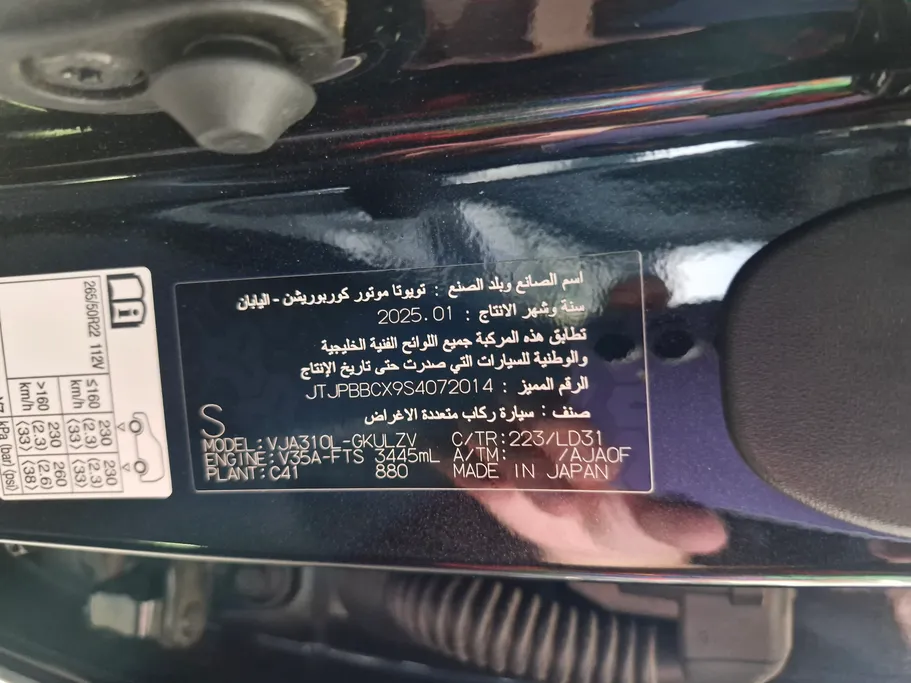 اسم الصانع وبلد الصنع : تويوتا موتور كوربوريشن - اليابان
سنة وشهر الانتاج : 2025.01
تطابق هذه المركبة جميع اللوائح الفنية الخليجية
والوطنية للسيارات التي صدرت حتى تاريخ الإنتاج
الرقم المميز : JTJPBBCX9S4072014
صنف : سيارة ركاب متعددة الاغراض
S
MODEL:VJA310L-GKULZV C/TR:223/LD31
ENGINE:V35A-FTS 3445mL A/TM: /AJA0F
PLANT:C41 880 MADE IN JAPAN
265/50R22 112V
≤160 km/h 230 (2.3) (33) 230 (2.3) (33)
>160 km/h 230 (2.3) (33) 260 (2.6) (38)
kPa (bar) (psi)